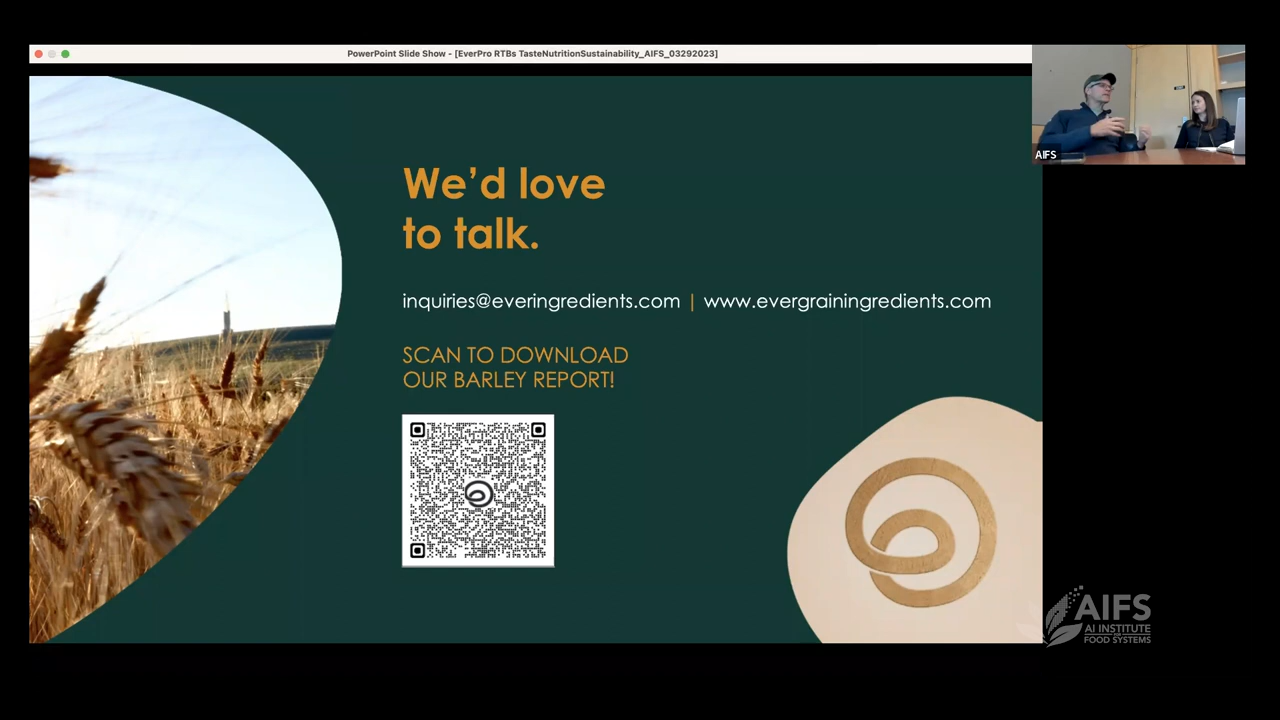 PowerPoint Slide Show - [EverPro RTBs TasteNutritionSustainability_AIFS_03292023]
AIFS
We'd love
to talk.
inquiries@everingredients.com | www.evergrainingredients.com
SCAN TO DOWNLOAD
OUR BARLEY REPORT!
AIFS
AI INSTITUTE
FOR
FOOD SYSTEMS